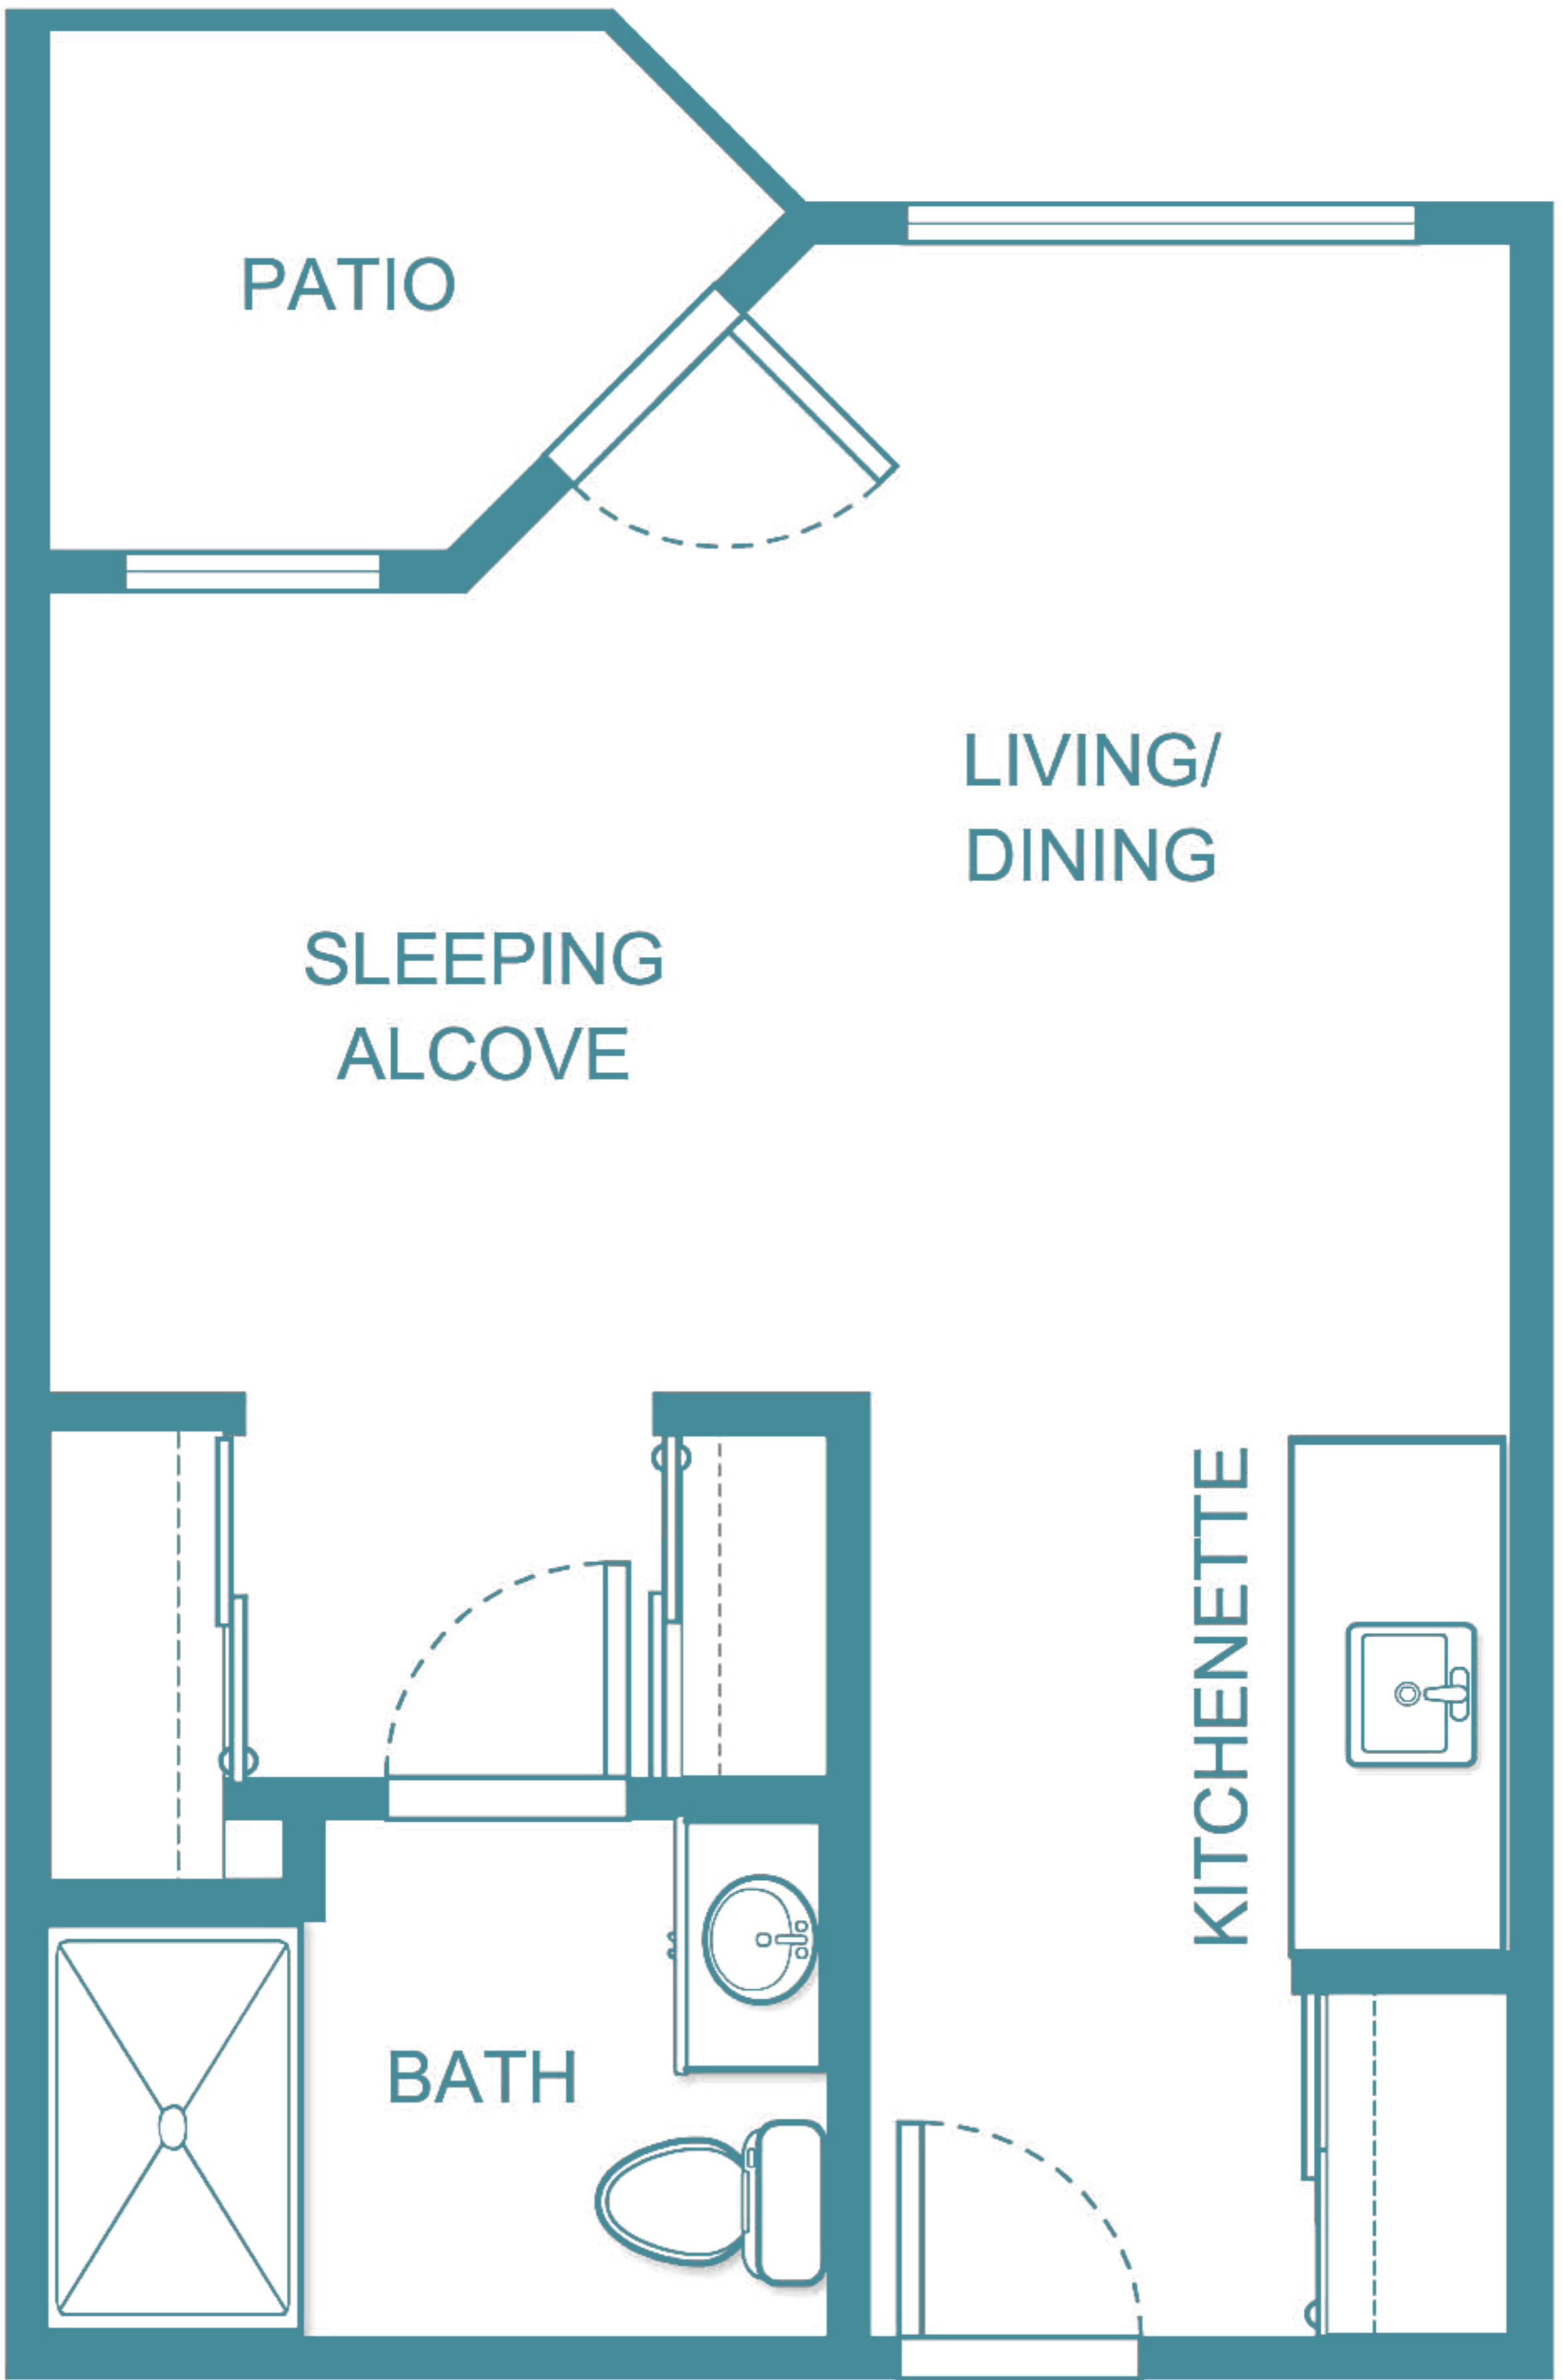 PATIO
LIVING/
DINING
SLEEPING
ALCOVE
KITCHENETTE
BATH